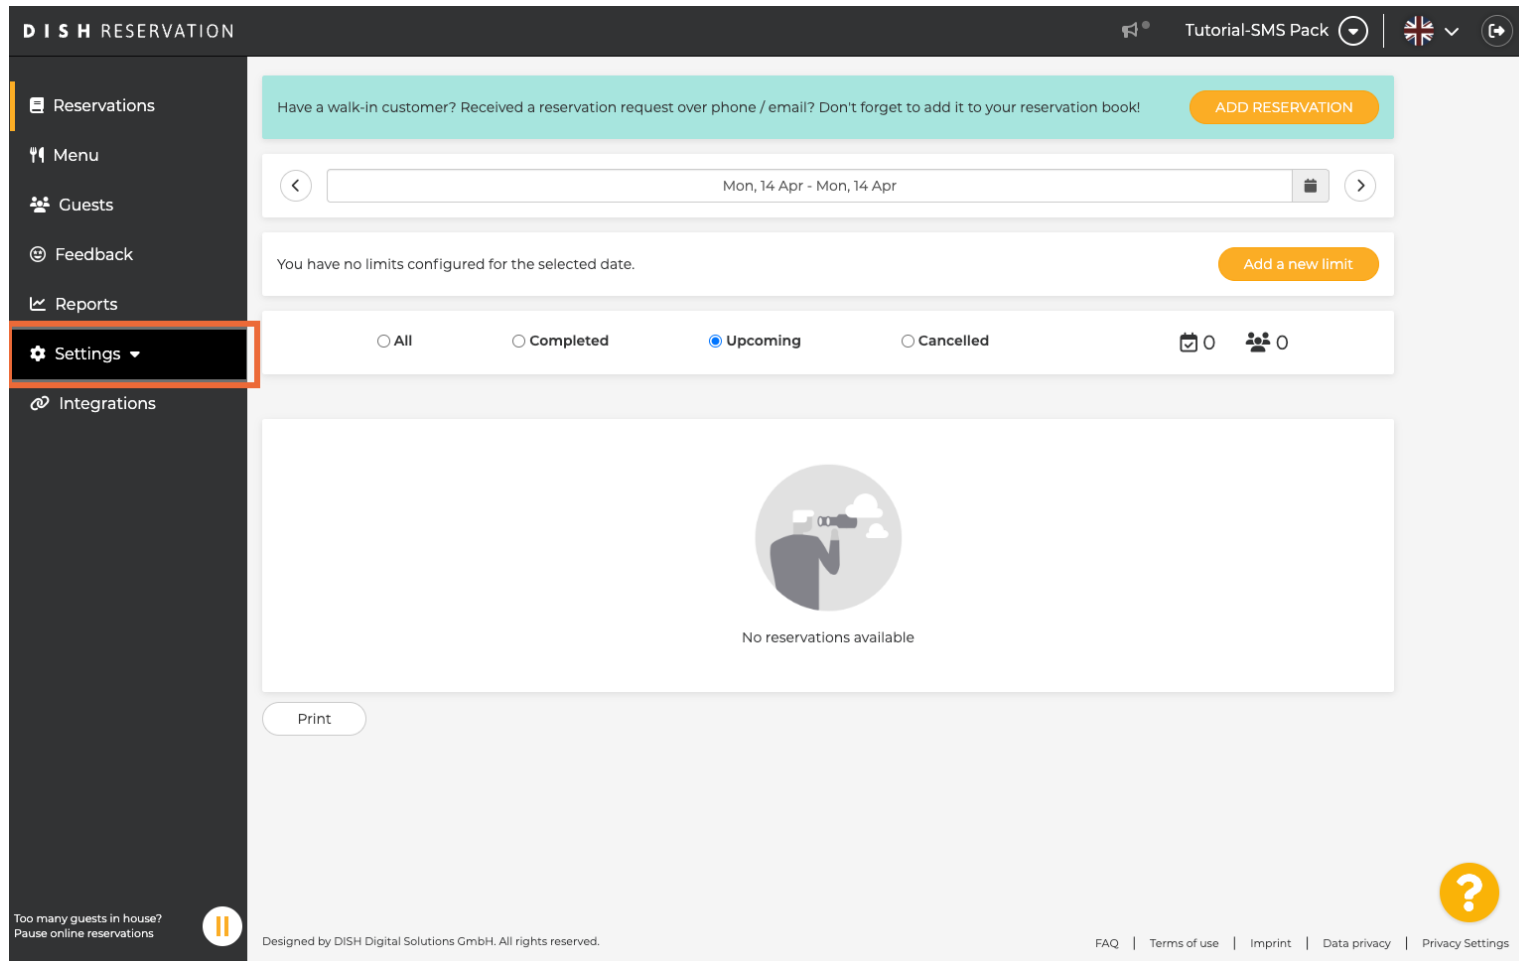 DISH RESERVATION
Tutorial-SMS Pack
Reservations
Menu
Guests
Feedback
Reports
Settings
Integrations
Have a walk-in customer? Received a reservation request over phone / email? Don't forget to add it to your reservation book!
ADD RESERVATION
Mon, 14 Apr - Mon, 14 Apr
You have no limits configured for the selected date.
Add a new limit
All
Completed
Upcoming
Cancelled
0
0
No reservations available
Print
Too many guests in house?
Pause online reservations
?
Designed by DISH Digital Solutions GmbH. All rights reserved.
FAQ | Terms of use | Imprint | Data privacy | Privacy Settings